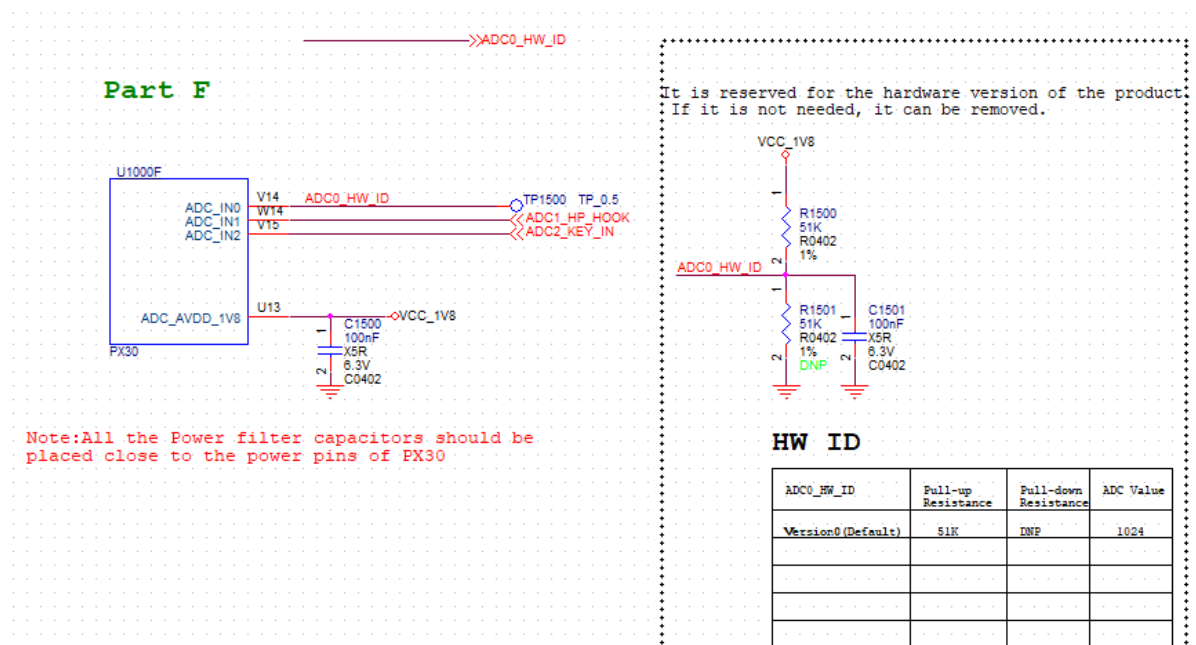 ADC0_HW_ID
Part F
U1000F
ADC_IN0
ADC_IN1
ADC_IN2
V14
W14
V15
ADC0_HW_ID
TP1500 TP_0.5
ADC1_HP_HOOK
ADC2_KEY_IN
ADC_AVDD_1V8
U13
VCC_1V8
PX30
1
2
C1500
100nF
X5R
6.3V
C0402
Note:All the Power filter capacitors should be
placed close to the power pins of PX30
It is reserved for the hardware version of the product.
If it is not needed, it can be removed.
VCC_1V8
1
2
R1500
51K
R0402
1%
ADC0_HW_ID
1
2
R1501
51K
R0402
1%
DNP
1
2
C1501
100nF
X5R
6.3V
C0402
HW ID
ADC0_HW_ID Pull-up Resistance Pull-down Resistance ADC Value
Version0(Default) 51K DNP 1024